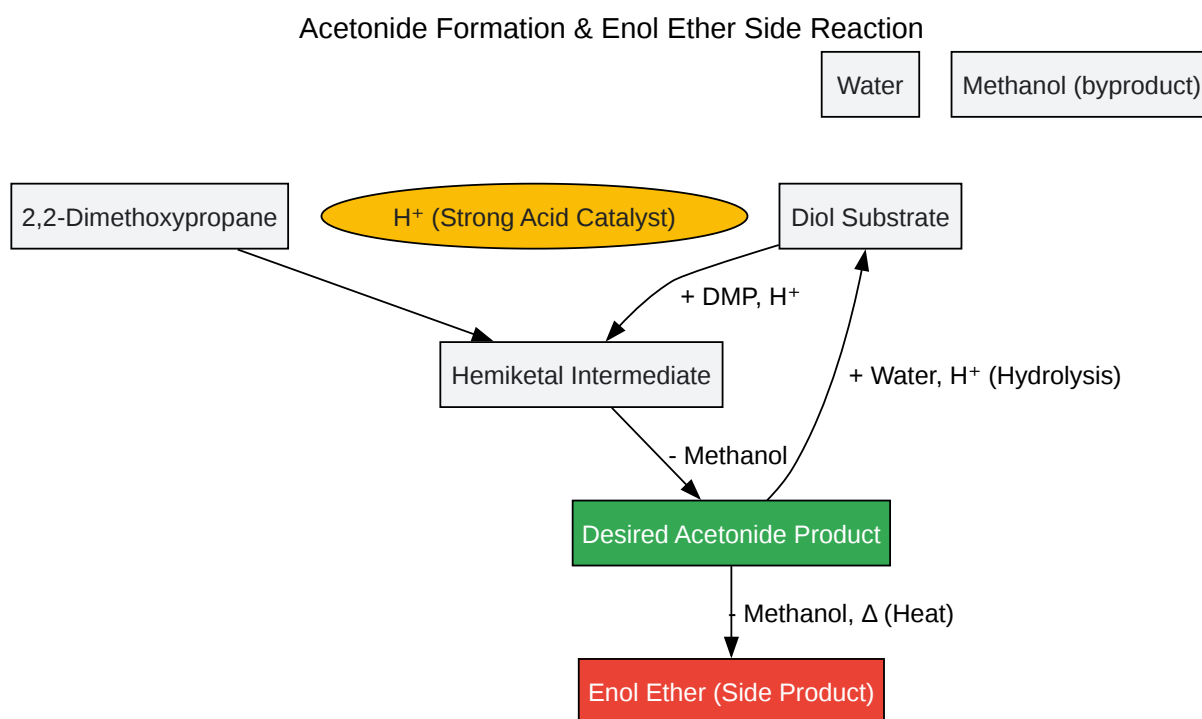 Acetonide Formation & Enol Ether Side Reaction
Water
Methanol (byproduct)
2,2-Dimethoxypropane
H⁺ (Strong Acid Catalyst)
Diol Substrate
+ DMP, H⁺
Hemiketal Intermediate
+ Water, H⁺ (Hydrolysis)
- Methanol
Desired Acetonide Product
- Methanol, Δ (Heat)
Enol Ether (Side Product)